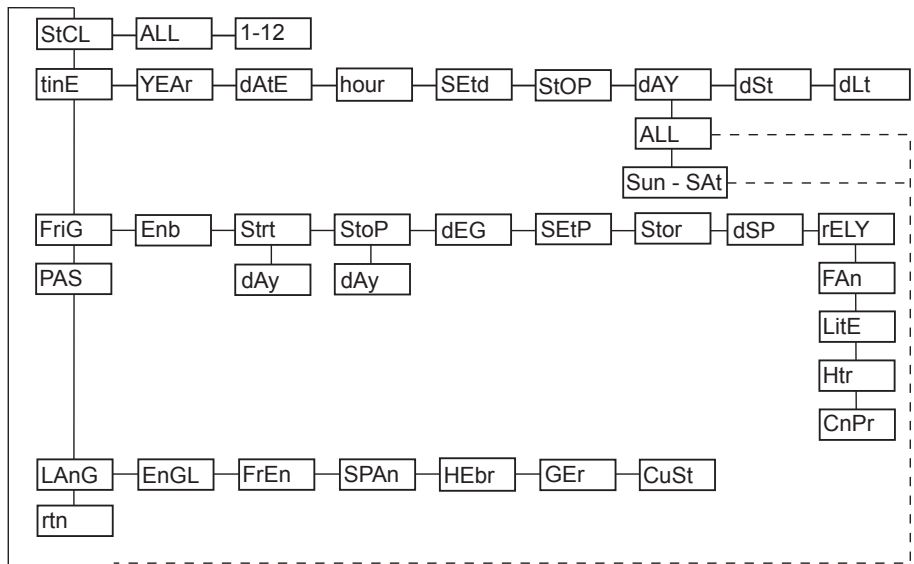 StCL ALL 1-12
tinE YEAr dAtE hour SEtd StOP dAY dSt dLt
ALL
Sun - SAt
FriG Enb Strt StoP dEG SEtP Stor dSP rELY
PAS dAy dAy FAn
LitE
Htr
CnPr
LAnG EnGL FrEn SPAn HEbr GEr CuSt
rtn